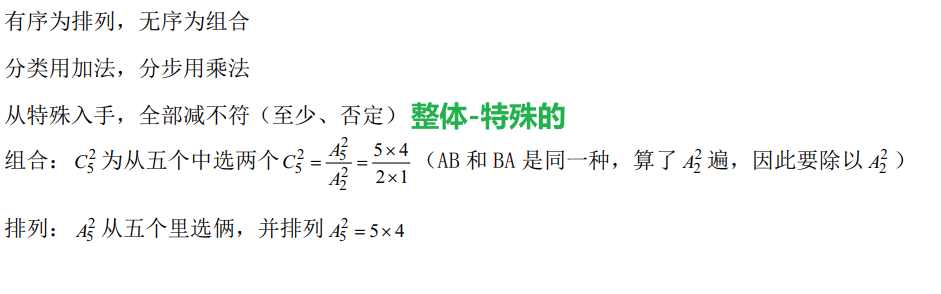 有序为排列，无序为组合
分类用加法，分步用乘法
从特殊入手，全部减不符（至少、否定）整体-特殊的
组合：$C_5^2$ 为从五个中选两个 $C_5^2 = \frac{A_5^2}{A_2^2} = \frac{5 \times 4}{2 \times 1}$（AB 和 BA 是同一种，算了 $A_2^2$ 遍，因此要除以 $A_2^2$ ）
排列：$A_5^2$ 从五个里选俩，并排列 $A_5^2 = 5 \times 4$